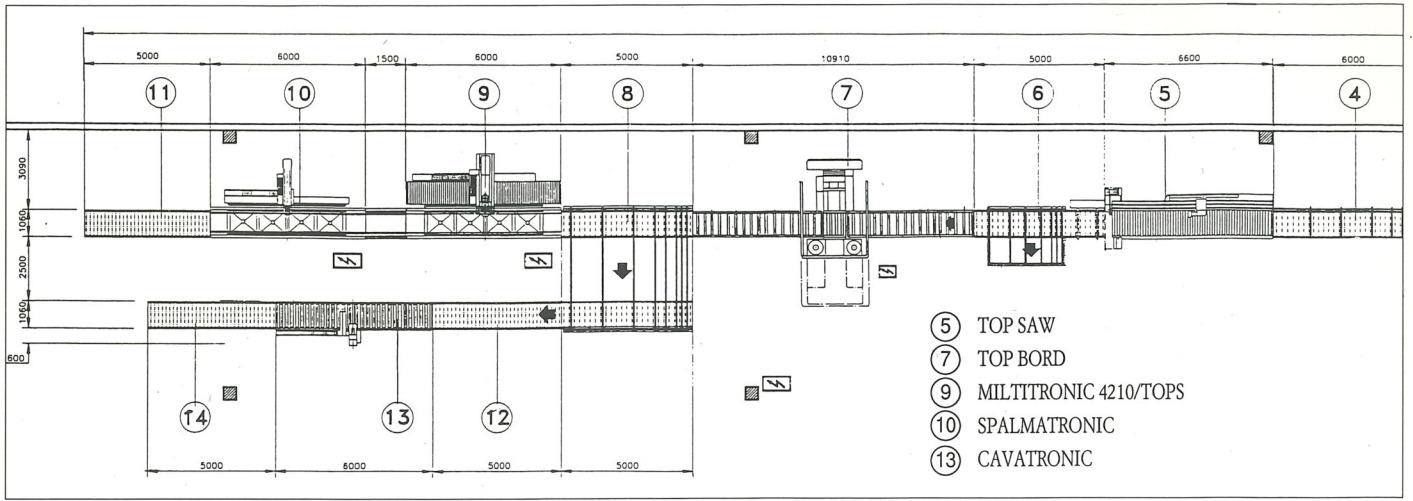 5000 6000 1500 6000 5000 10910 5000 6600 6000
11 10 9 8 7 6 5 4
3090
1060
2500
1060
600
5 TOP SAW
7 TOP BORD
9 MILTITRONIC 4210/TOPS
10 SPALMATRONIC
13 CAVATRONIC
14 13 12
5000 6000 5000 5000